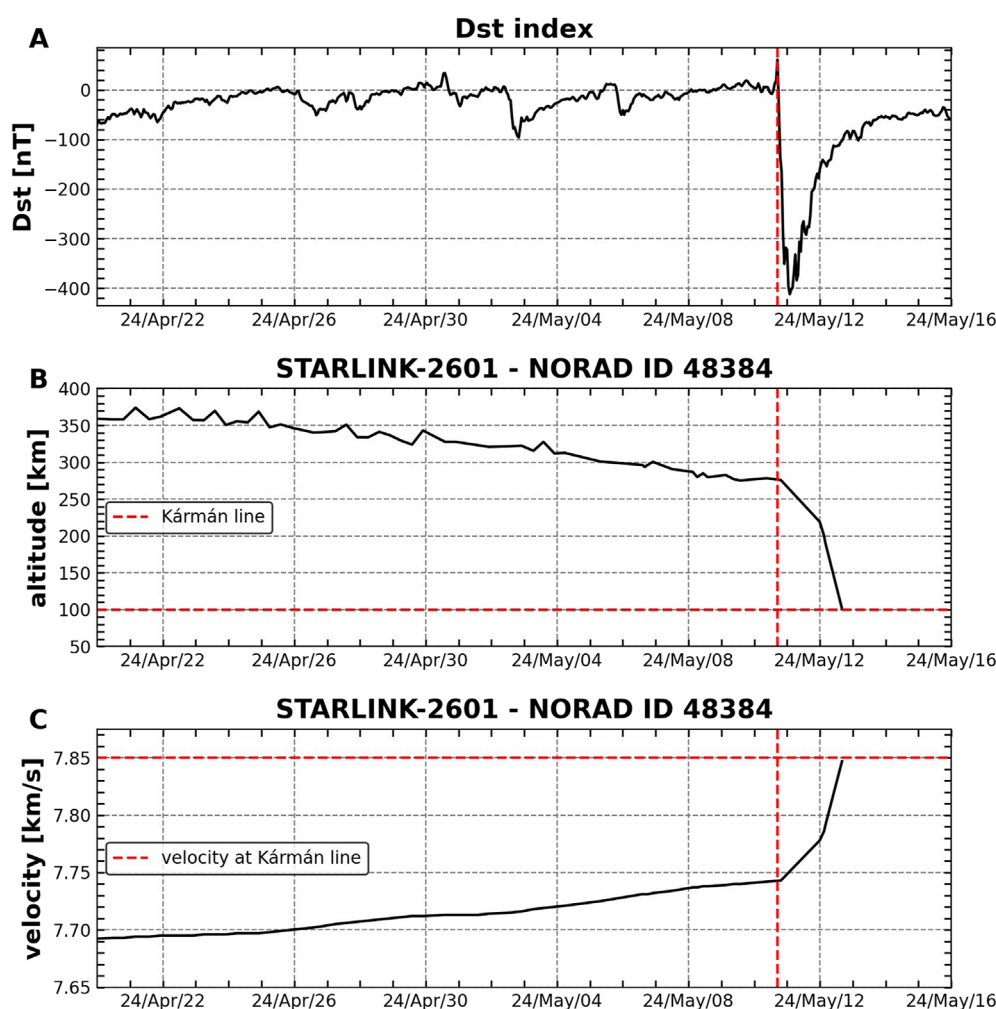 A
Dst index
Dst [nT]
0
−100
−200
−300
−400
24/Apr/22 24/Apr/26 24/Apr/30 24/May/04 24/May/08 24/May/12 24/May/16
B
STARLINK-2601 - NORAD ID 48384
altitude [km]
400
350
300
250
200
150
100
50
Kármán line
24/Apr/22 24/Apr/26 24/Apr/30 24/May/04 24/May/08 24/May/12 24/May/16
C
STARLINK-2601 - NORAD ID 48384
velocity [km/s]
7.85
7.80
7.75
7.70
7.65
velocity at Kármán line
24/Apr/22 24/Apr/26 24/Apr/30 24/May/04 24/May/08 24/May/12 24/May/16